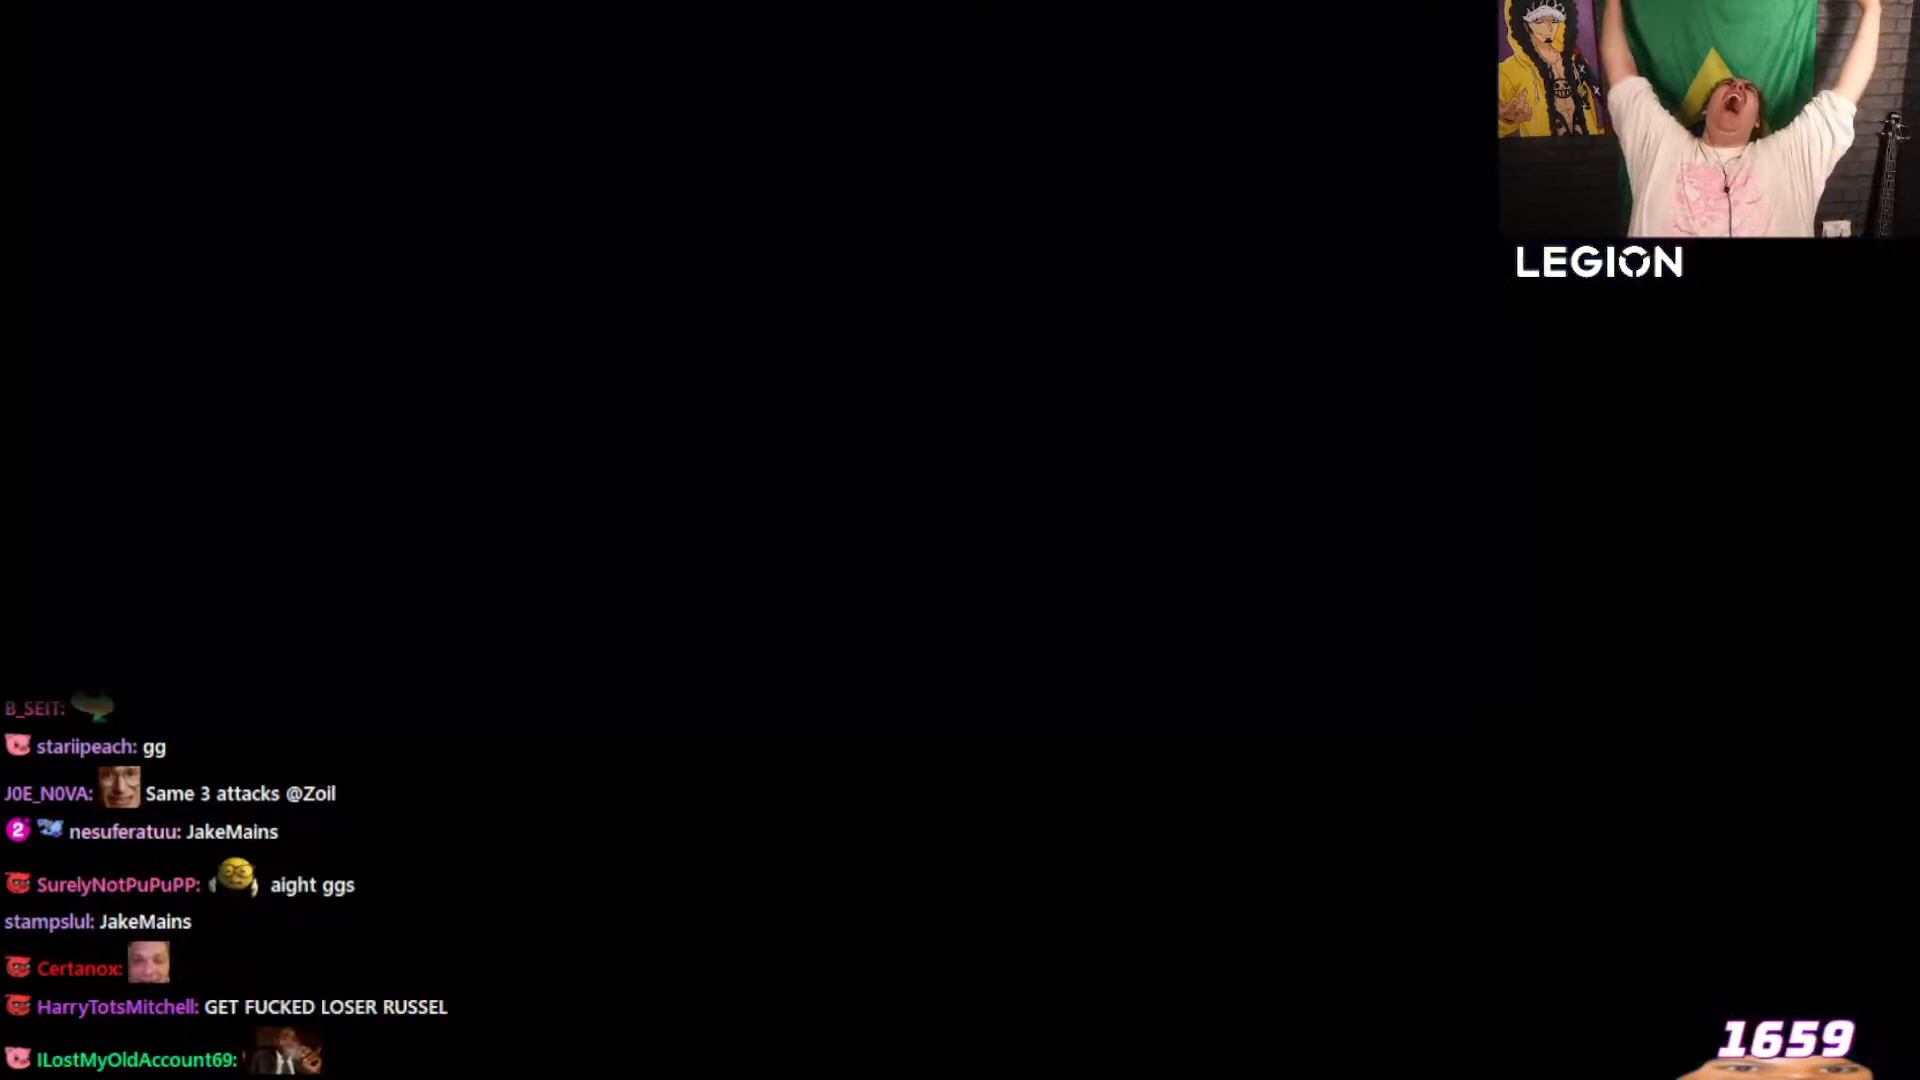 LEGION
B_SEIT:
stariipeach: gg
J0E_N0VA: Same 3 attacks @Zoil
2 nesuferatuu: JakeMains
SurelyNotPuPuPP: aight ggs
stampslul: JakeMains
Certanox:
HarryTotsMitchell: GET FUCKED LOSER RUSSEL
ILostMyOldAccount69:
1659